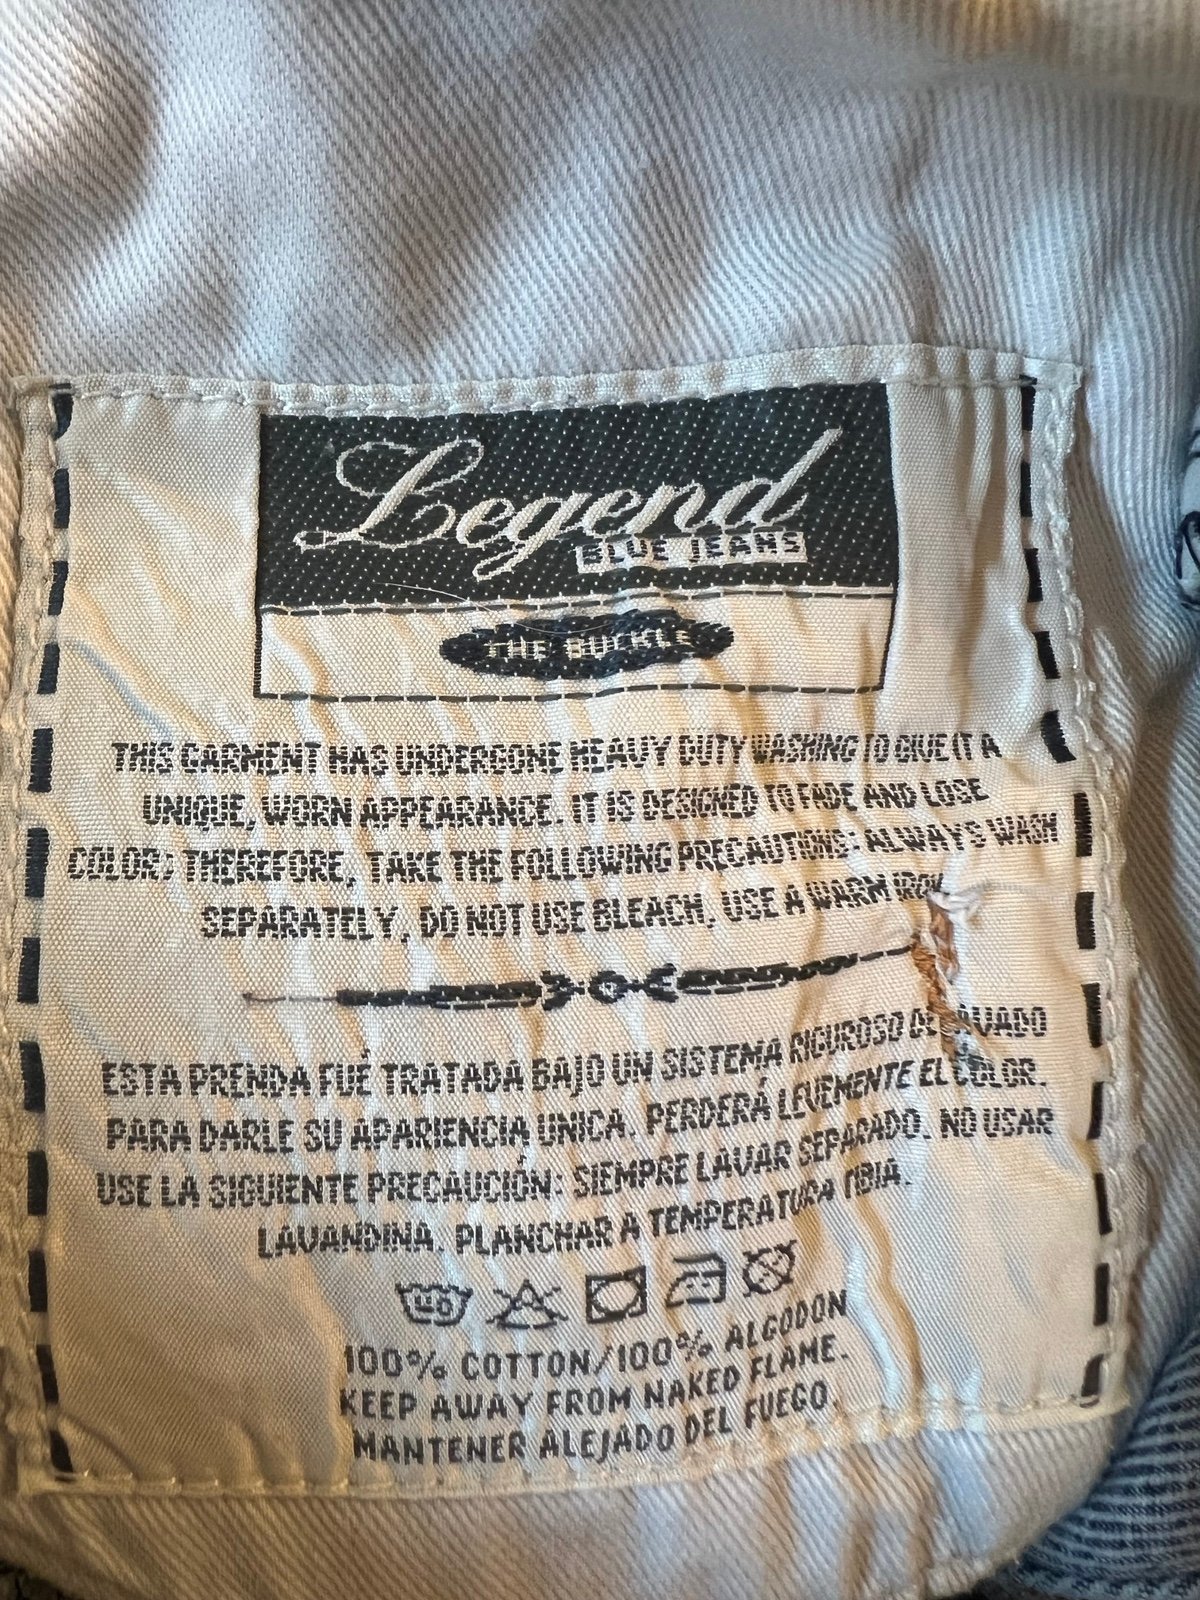 Legend
BLUE JEANS
THE BUCKLE
THIS GARMENT HAS UNDERGONE HEAVY DUTY WASHING TO GIVE IT A
UNIQUE, WORN APPEARANCE. IT IS DESIGNED TO FADE AND LOSE
COLOR; THEREFORE, TAKE THE FOLLOWING PRECAUTIONS: ALWAYS WASH
SEPARATELY, DO NOT USE BLEACH, USE A WARM IRON
ESTA PRENDA FUÉ TRATADA BAJO UN SISTEMA RIGUROSO DE LAVADO
PARA DARLE SU APARIENCIA UNICA. PERDERÁ LEVEMENTE EL COLOR.
USE LA SIGUIENTE PRECAUCIÓN: SIEMPRE LAVAR SEPARADO. NO USAR
LAVANDINA. PLANCHAR A TEMPERATURA TIBIA.
100% COTTON/100% ALGODON
KEEP AWAY FROM NAKED FLAME.
MANTENER ALEJADO DEL FUEGO.